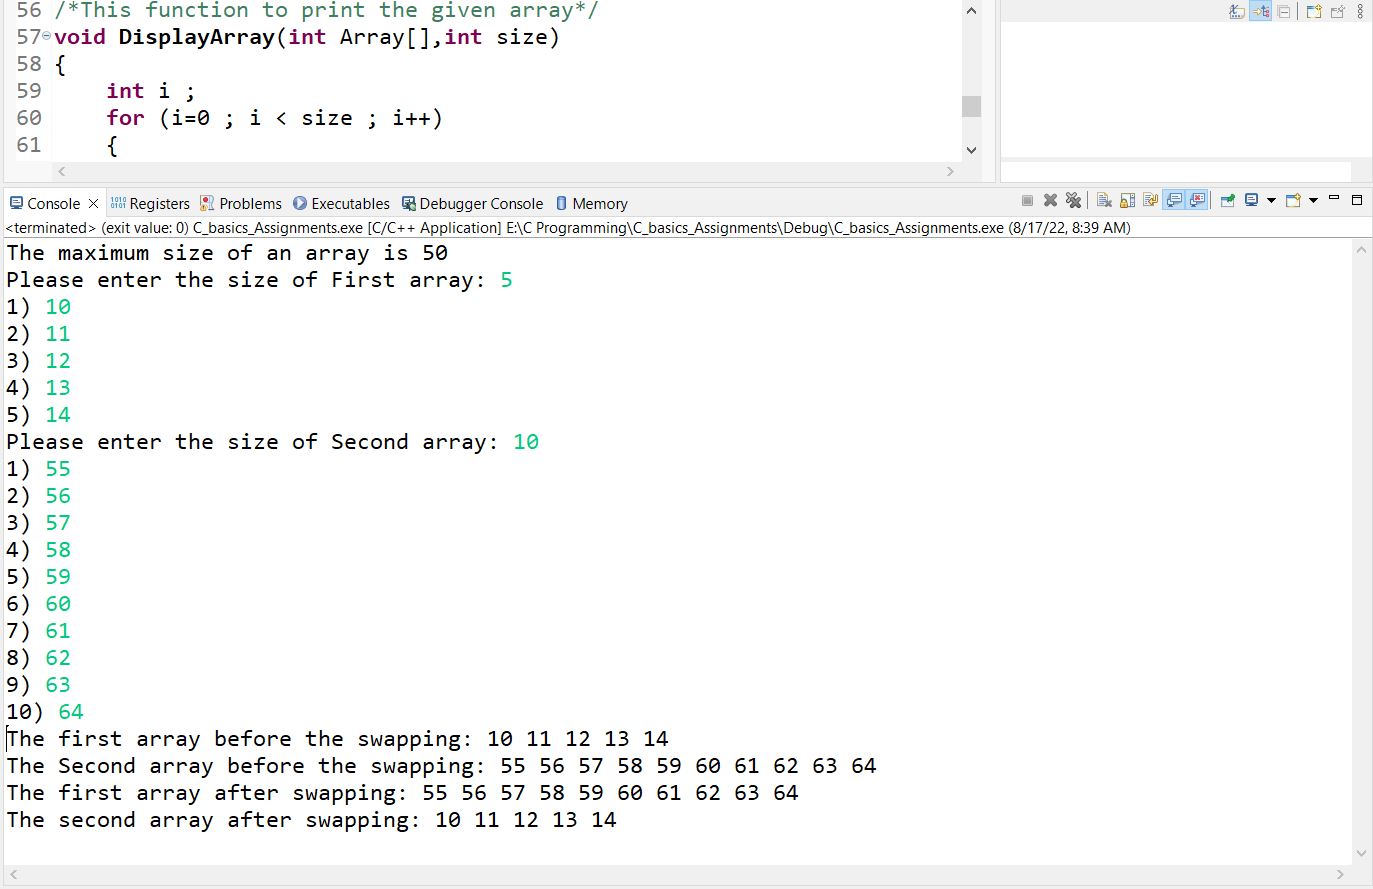 56 /*This function to print the given array*/
57 void DisplayArray(int Array[],int size)
58 {
59 int i ;
60 for (i=0 ; i < size ; i++)
61 {
Console Registers Problems Executables Debugger Console Memory
<terminated> (exit value: 0) C_basics_Assignments.exe [C/C++ Application] E:\C Programming\C_basics_Assignments\Debug\C_basics_Assignments.exe (8/17/22, 8:39 AM)
The maximum size of an array is 50
Please enter the size of First array: 5
1) 10
2) 11
3) 12
4) 13
5) 14
Please enter the size of Second array: 10
1) 55
2) 56
3) 57
4) 58
5) 59
6) 60
7) 61
8) 62
9) 63
10) 64
The first array before the swapping: 10 11 12 13 14
The Second array before the swapping: 55 56 57 58 59 60 61 62 63 64
The first array after swapping: 55 56 57 58 59 60 61 62 63 64
The second array after swapping: 10 11 12 13 14